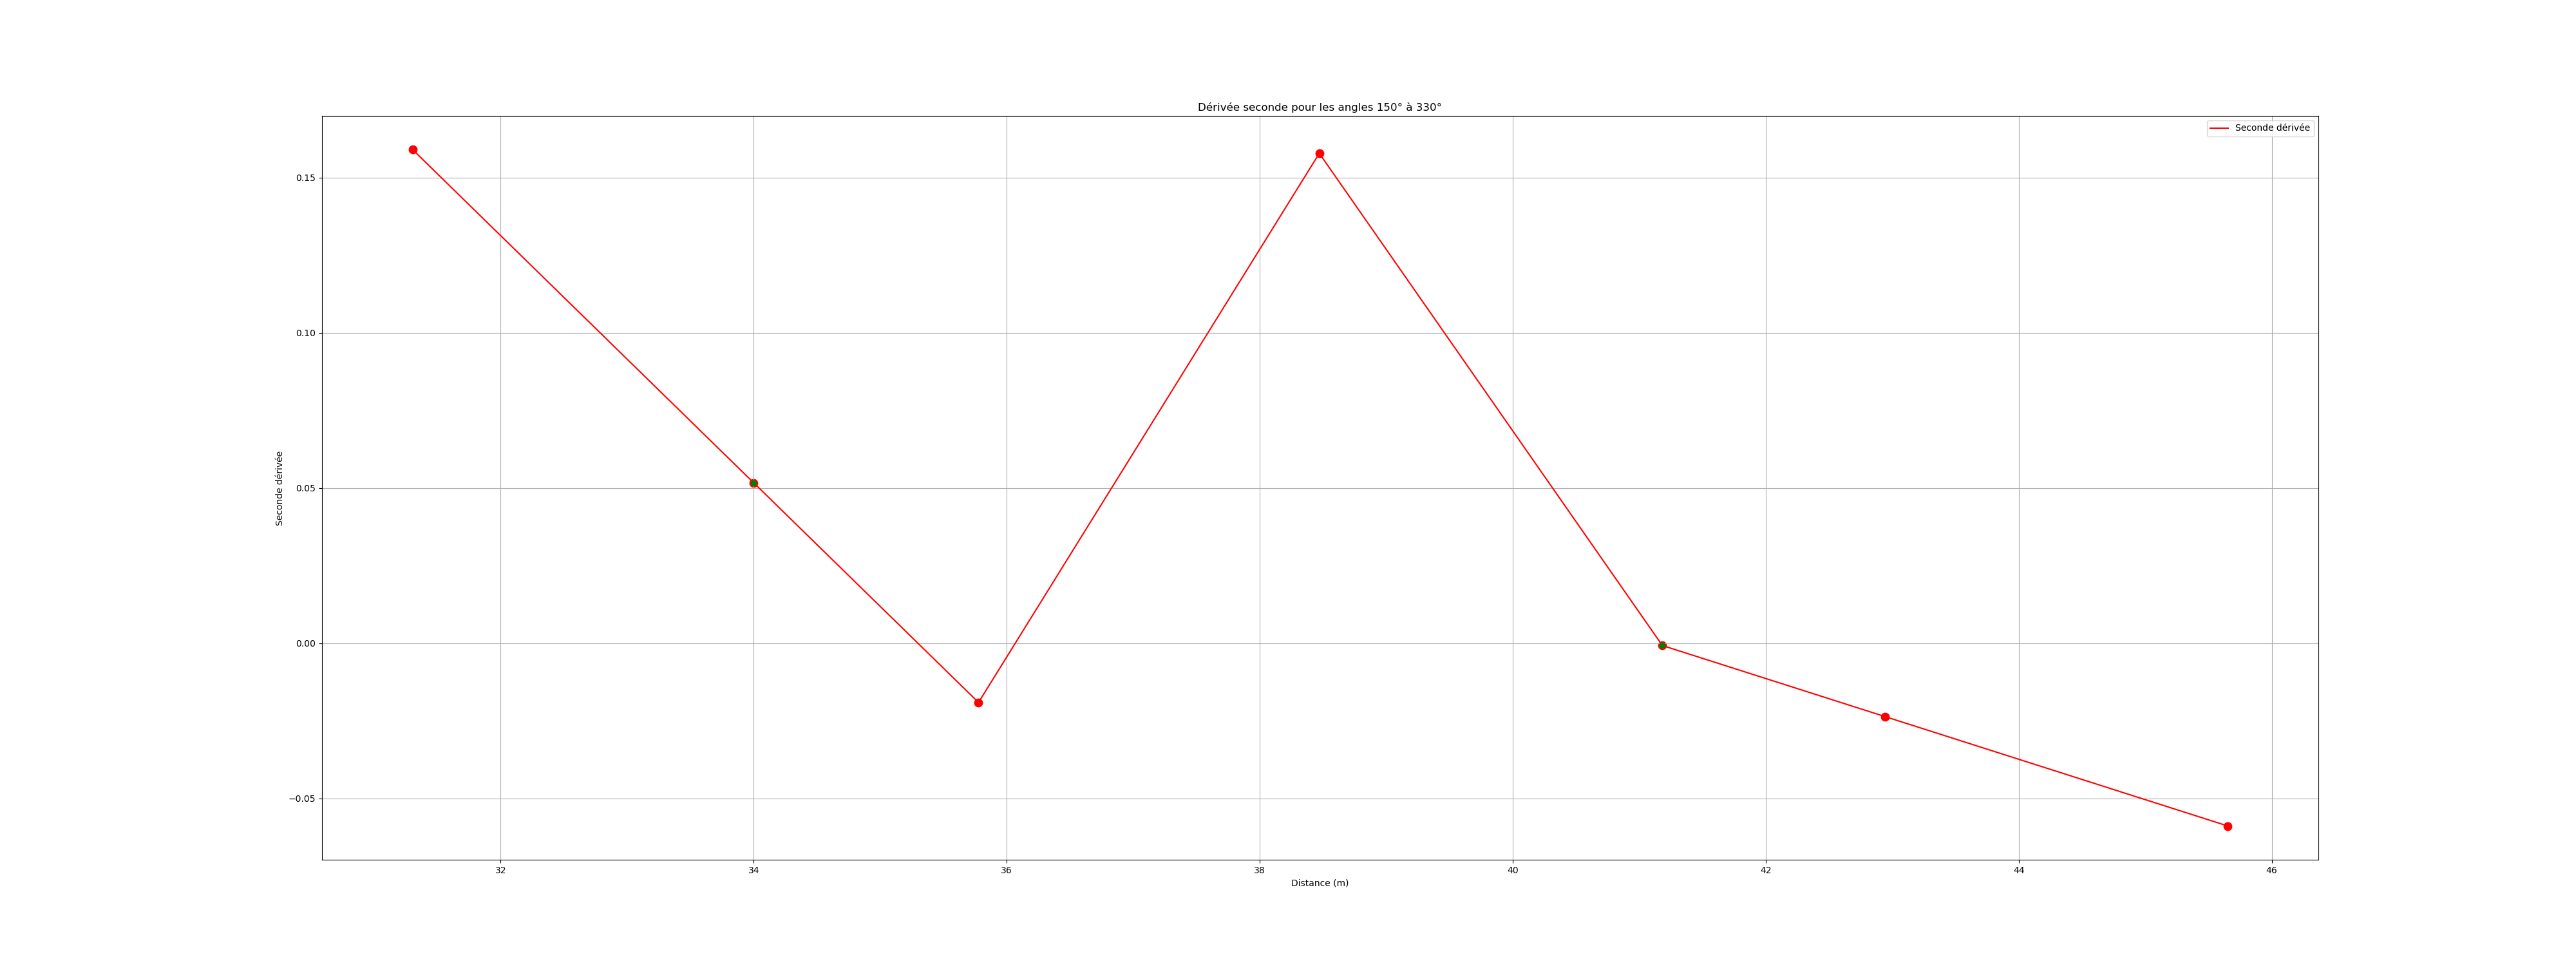 Dérivée seconde pour les angles 150° à 330°
Seconde dérivée
0.15
0.10
0.05
0.00
−0.05
Seconde dérivée
32 34 36 38 40 42 44 46
Distance (m)